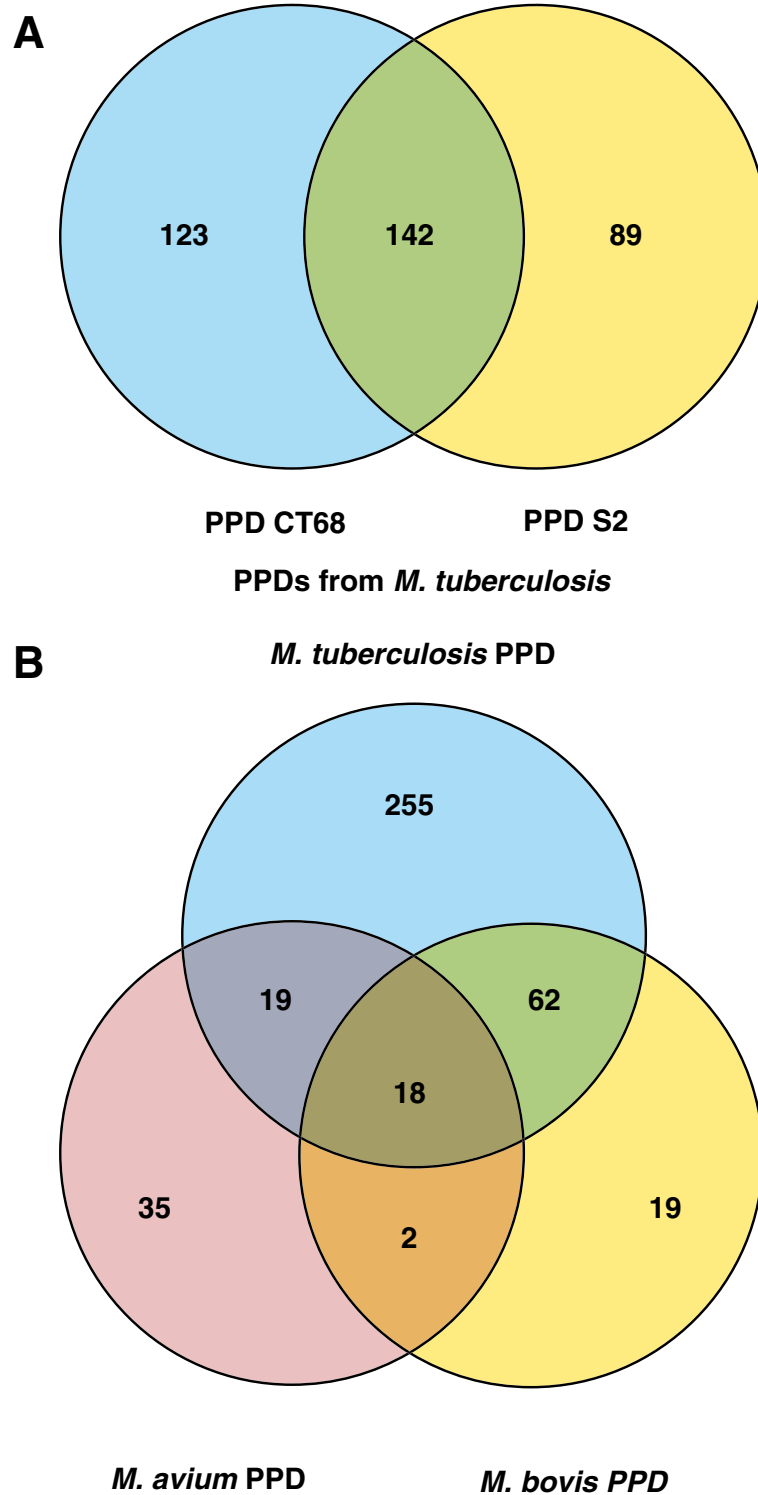 A
123 142 89
PPD CT68 PPD S2
PPDs from M. tuberculosis
B
M. tuberculosis PPD
255
19 62
18
35 2 19
M. avium PPD M. bovis PPD